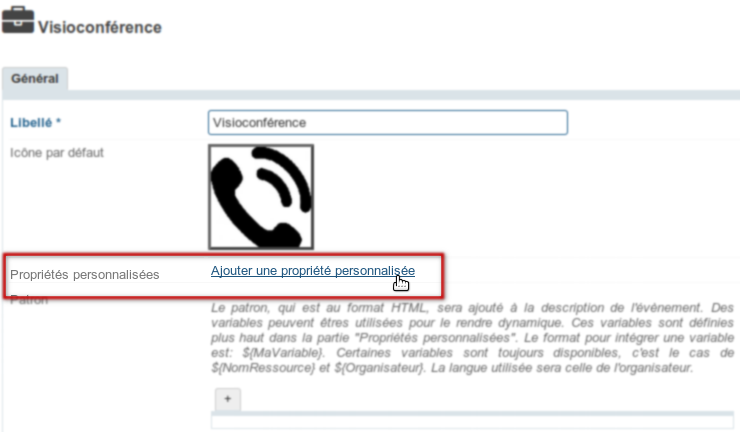 Visioconférence
Général
Libellé *
Visioconférence
Icône par défaut
Propriétés personnalisées
Ajouter une propriété personnalisée
Patron
Le patron, qui est au format HTML, sera ajouté à la description de l'événement. Des
variables peuvent êtres utilisées pour le rendre dynamique. Ces variables sont définies
plus haut dans la partie "Propriétés personnalisées". Le format pour intégrer une variable
est: ${MaVariable}. Certaines variables sont toujours disponibles, c'est le cas de
${NomRessource} et ${Organisateur}. La langue utilisée sera celle de l'organisateur.
+